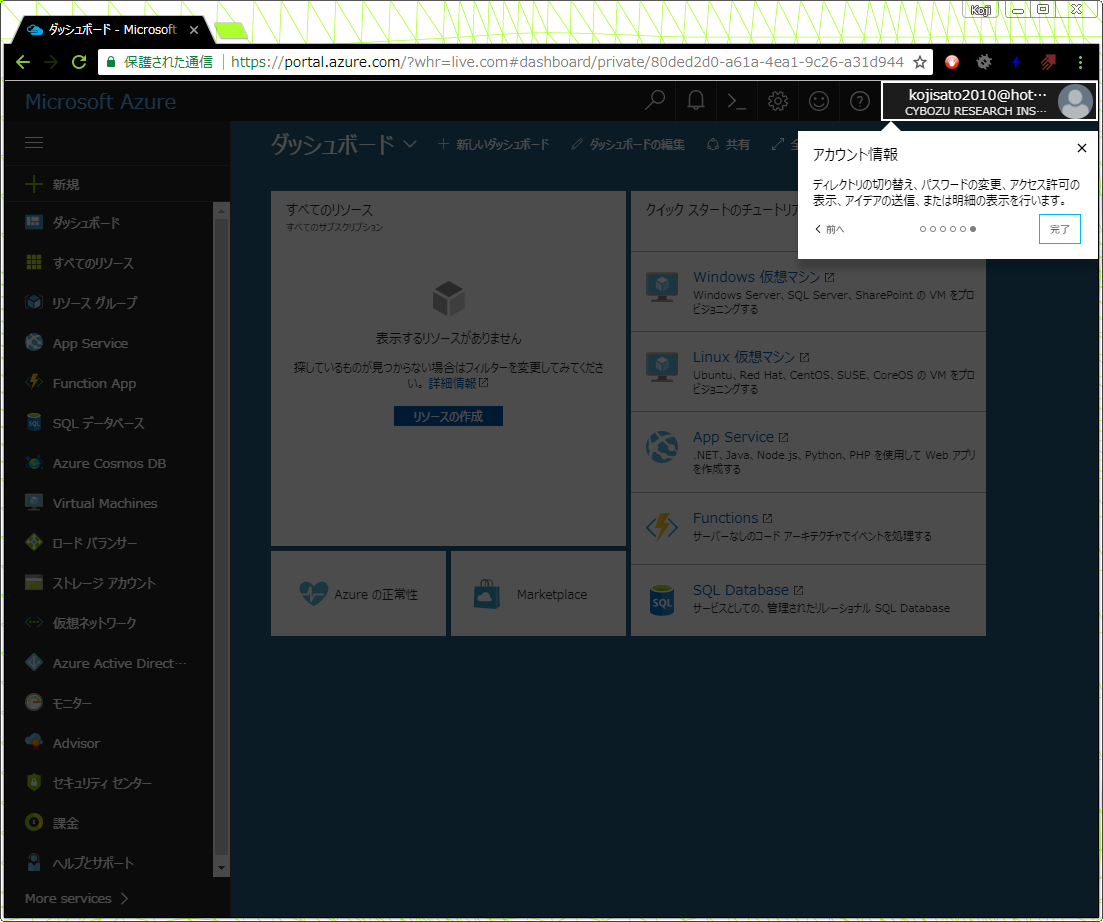 Koji
ダッシュボード - Microsoft
保護された通信
https://portal.azure.com/?whr=live.com#dashboard/private/80ded2d0-a61a-4ea1-9c26-a31d944
Microsoft Azure
kojisato2010@hot…
CYBOZU RESEARCH INS…
アカウント情報
ディレクトリの切り替え、パスワードの変更、アクセス許可の
表示、アイデアの送信、または明細の表示を行います。
前へ
完了
ダッシュボード
新しいダッシュボード
ダッシュボードの編集
共有
新規
ダッシュボード
すべてのリソース
リソース グループ
App Service
Function App
SQL データベース
Azure Cosmos DB
Virtual Machines
ロード バランサー
ストレージ アカウント
仮想ネットワーク
Azure Active Direct…
モニター
Advisor
セキュリティ センター
課金
ヘルプとサポート
More services
すべてのリソース
すべてのサブスクリプション
表示するリソースがありません
探しているものが見つからない場合はフィルターを変更してみてくださ
い。詳細情報
リソースの作成
Azure の正常性
Marketplace
クイック スタートのチュートリア
Windows 仮想マシン
Windows Server、SQL Server、SharePoint の VM をプロ
ビジョニングする
Linux 仮想マシン
Ubuntu、Red Hat、CentOS、SUSE、CoreOS の VM をプロ
ビジョニングする
App Service
.NET、Java、Node.js、Python、PHP を使用して Web アプリ
を作成する
Functions
サーバーなしのコード アーキテクチャでイベントを処理する
SQL
SQL Database
サービスとしての、管理されたリレーショナル SQL Database